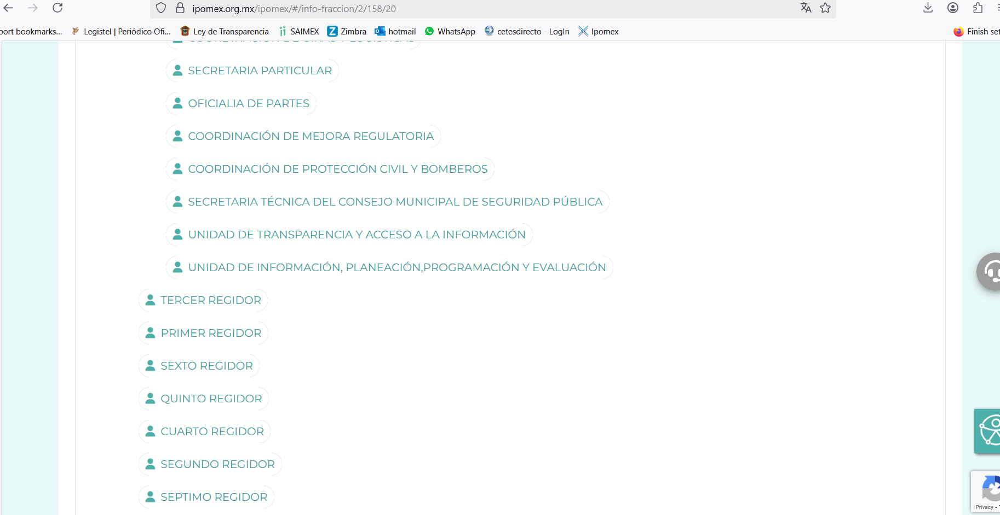 ipomex.org.mx/ipomex/#/info-fraccion/2/158/20
port bookmarks... Legistel | Periódico Ofi... Ley de Transparencia SAIMEX Zimbra hotmail WhatsApp cetesdirecto - LogIn Ipomex Finish set
SECRETARIA PARTICULAR
OFICIALIA DE PARTES
COORDINACIÓN DE MEJORA REGULATORIA
COORDINACIÓN DE PROTECCIÓN CIVIL Y BOMBEROS
SECRETARIA TÉCNICA DEL CONSEJO MUNICIPAL DE SEGURIDAD PÚBLICA
UNIDAD DE TRANSPARENCIA Y ACCESO A LA INFORMACIÓN
UNIDAD DE INFORMACIÓN, PLANEACIÓN,PROGRAMACIÓN Y EVALUACIÓN
TERCER REGIDOR
PRIMER REGIDOR
SEXTO REGIDOR
QUINTO REGIDOR
CUARTO REGIDOR
SEGUNDO REGIDOR
SEPTIMO REGIDOR
Privacy -